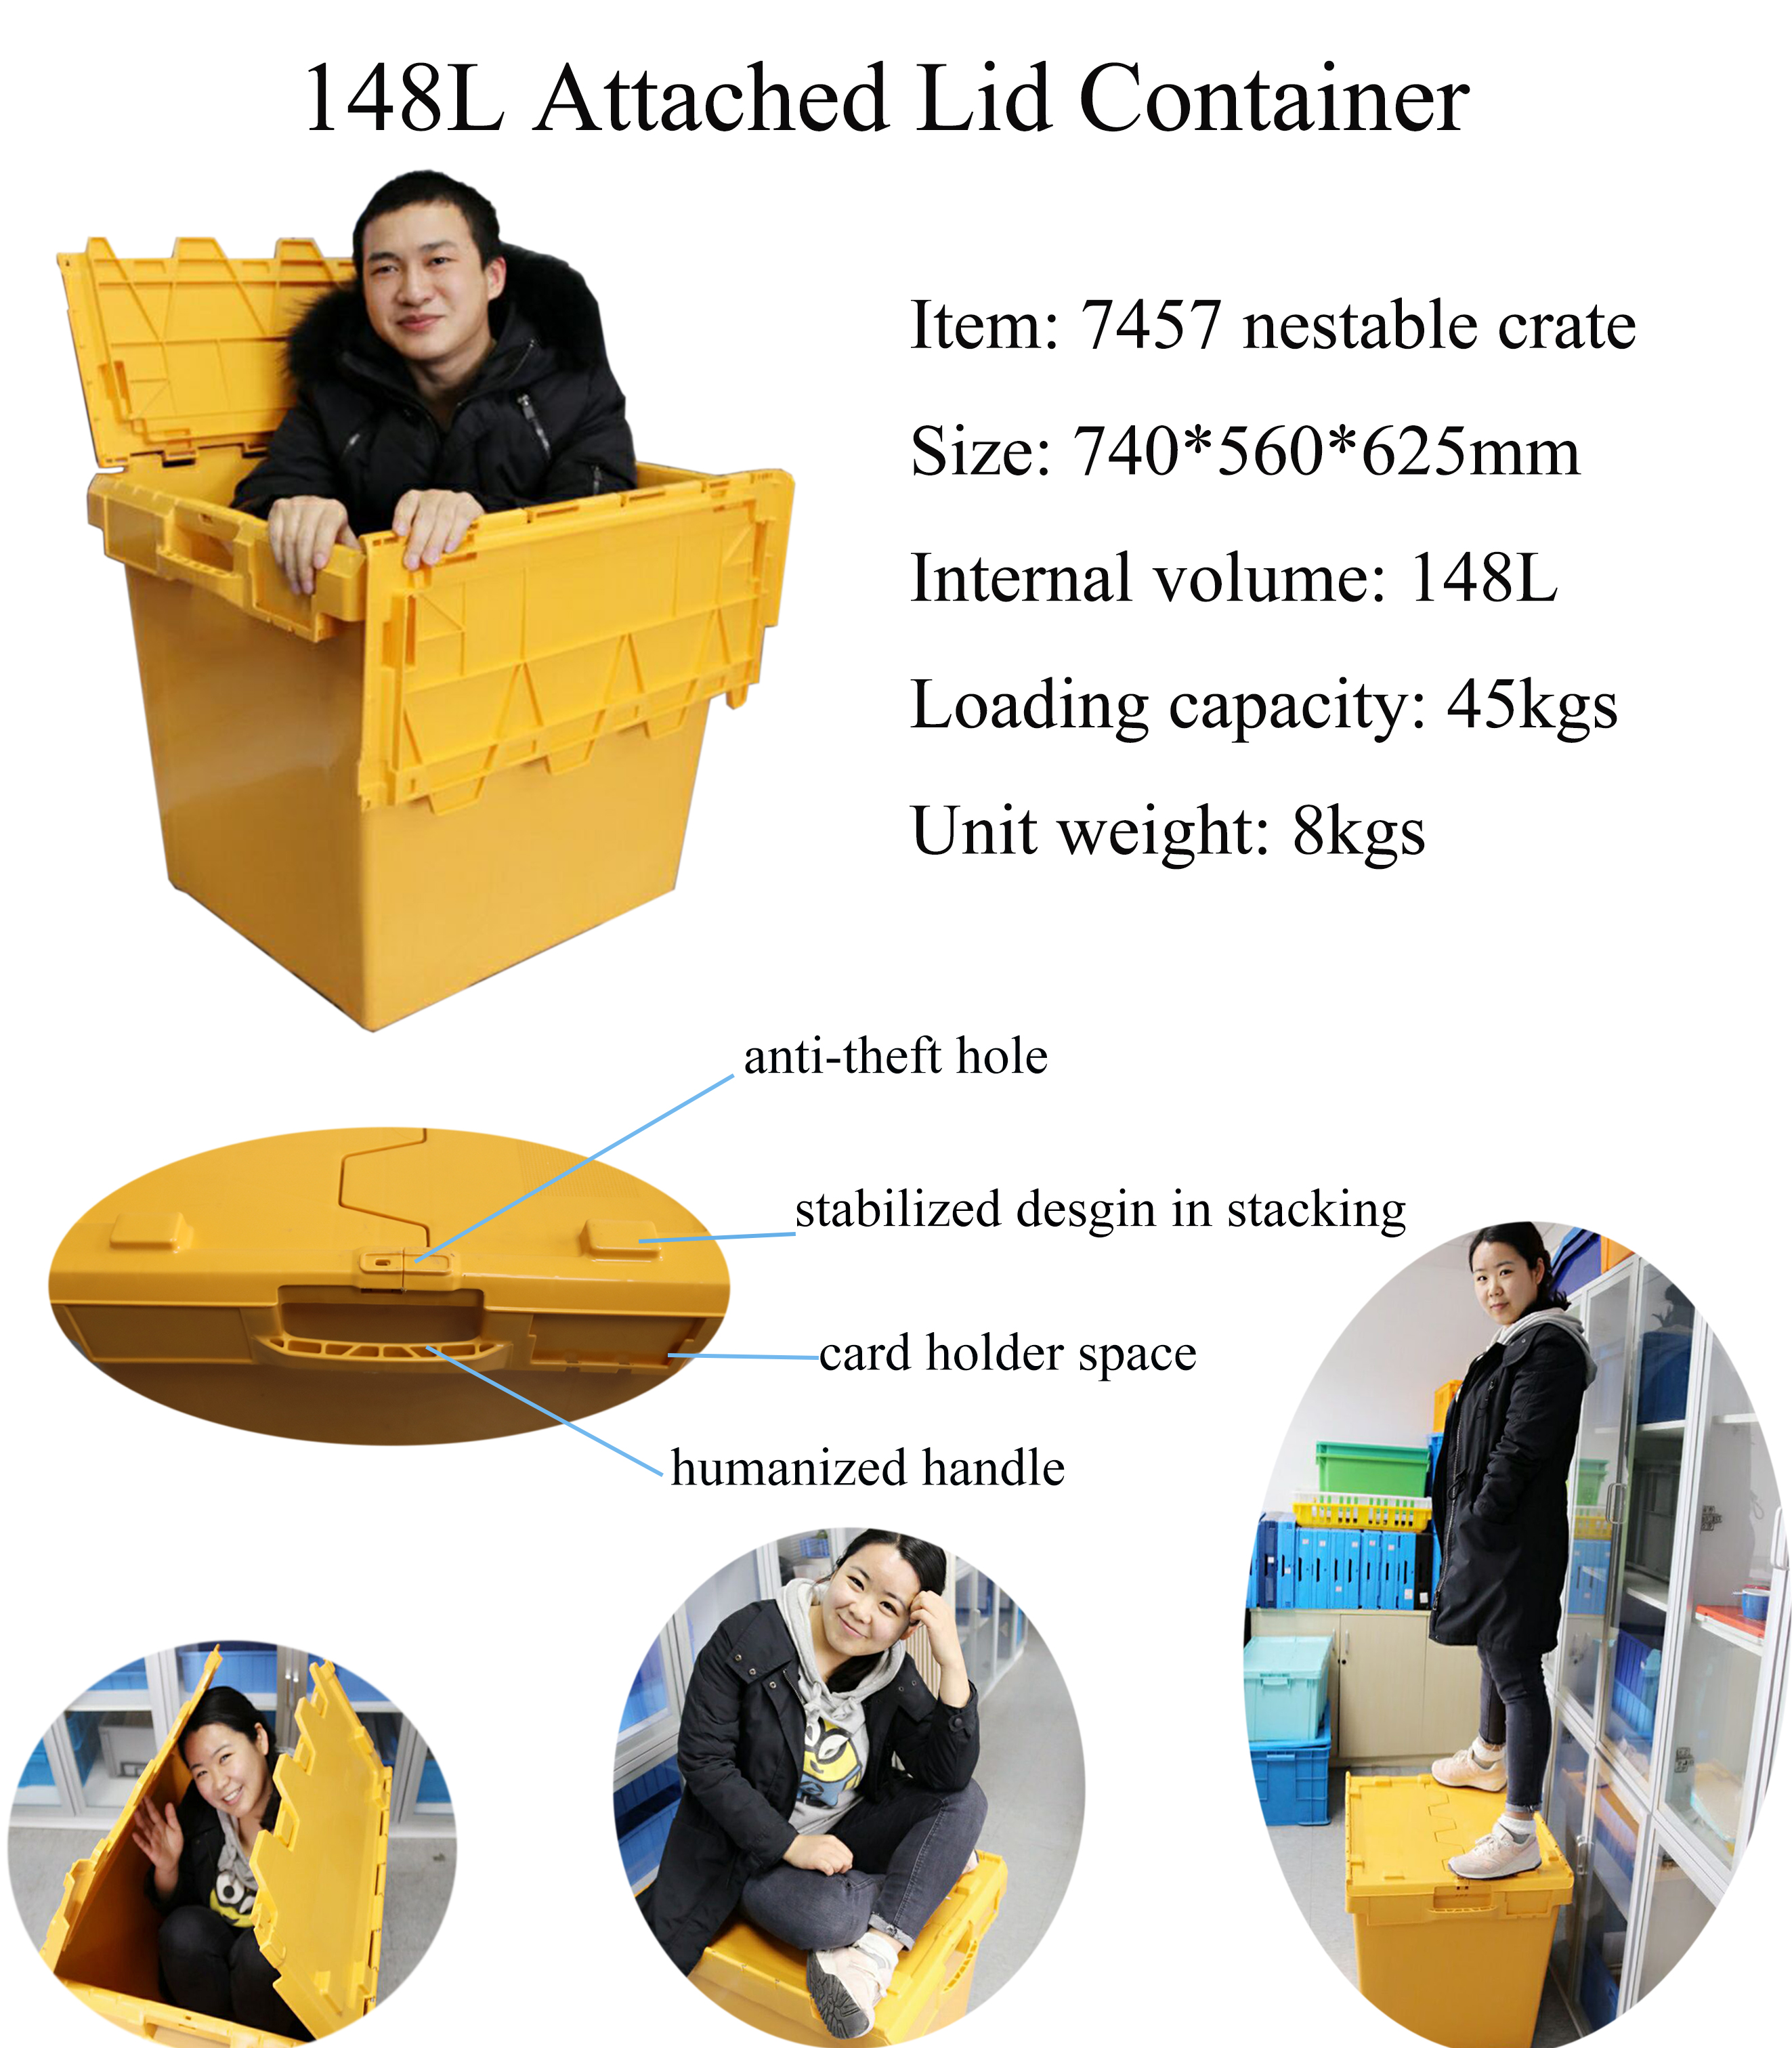 148L Attached Lid Container
Item: 7457 nestable crate
Size: 740*560*625mm
Internal volume: 148L
Loading capacity: 45kgs
Unit weight: 8kgs
anti-theft hole
stabilized desgin in stacking
card holder space
humanized handle